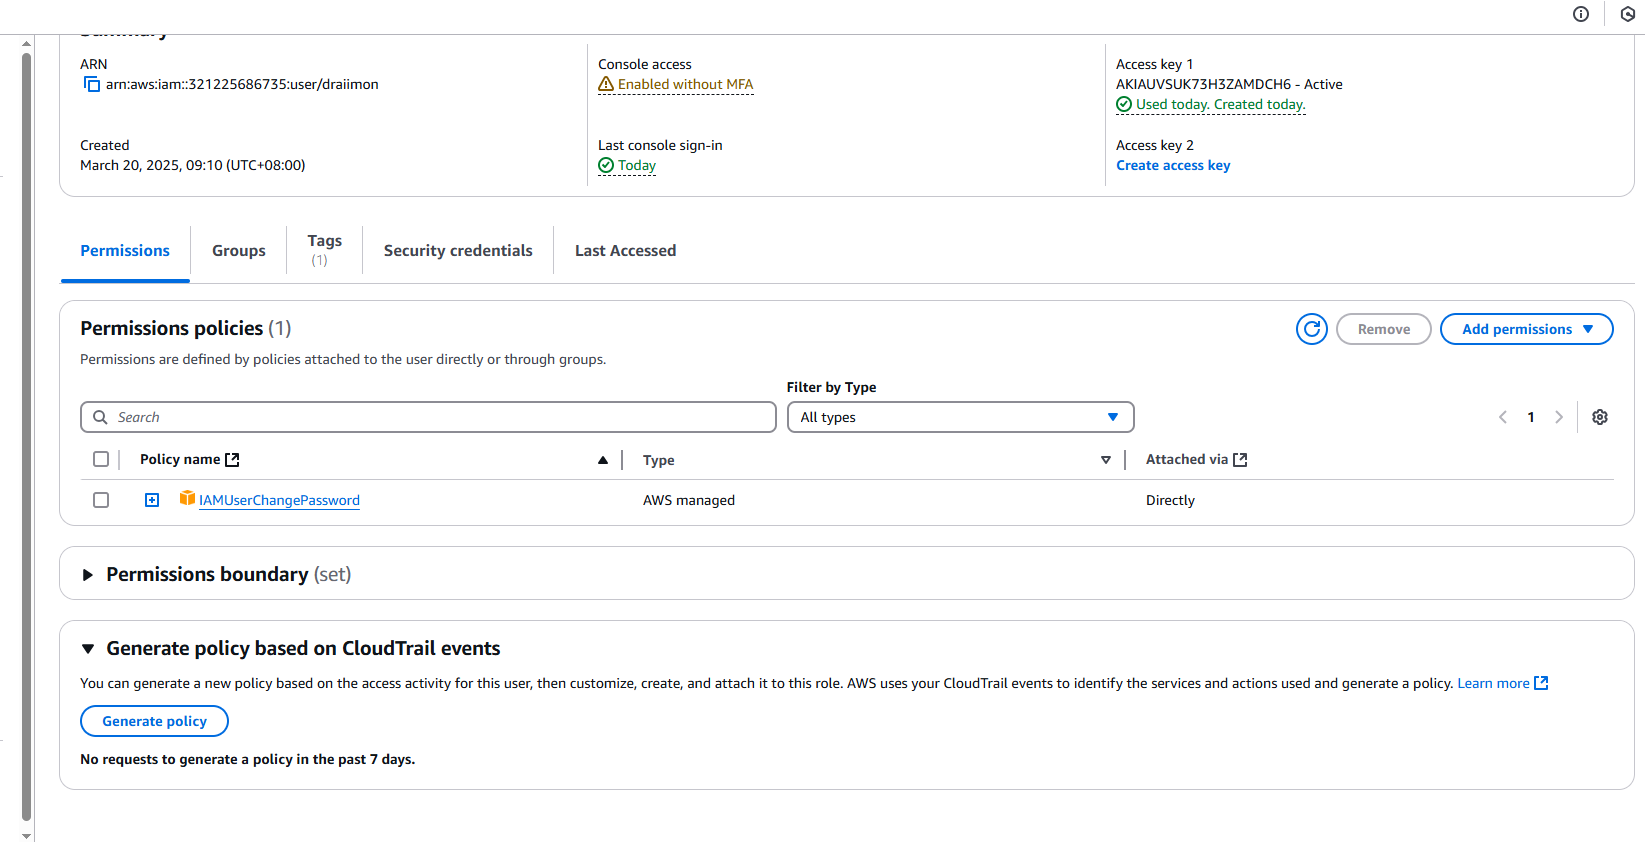 Summary
ARN
arn:aws:iam::321225686735:user/draiimon
Created
March 20, 2025, 09:10 (UTC+08:00)
Console access
Enabled without MFA
Last console sign-in
Today
Access key 1
AKIAUVSUK73H3ZAMDCH6 - Active
Used today. Created today.
Access key 2
Create access key
Permissions
Groups
Tags
(1)
Security credentials
Last Accessed
Permissions policies (1)
Remove
Add permissions
Permissions are defined by policies attached to the user directly or through groups.
Filter by Type
Search
All types
1
Policy name
Type
Attached via
IAMUserChangePassword
AWS managed
Directly
Permissions boundary (set)
Generate policy based on CloudTrail events
You can generate a new policy based on the access activity for this user, then customize, create, and attach it to this role. AWS uses your CloudTrail events to identify the services and actions used and generate a policy. Learn more
Generate policy
No requests to generate a policy in the past 7 days.